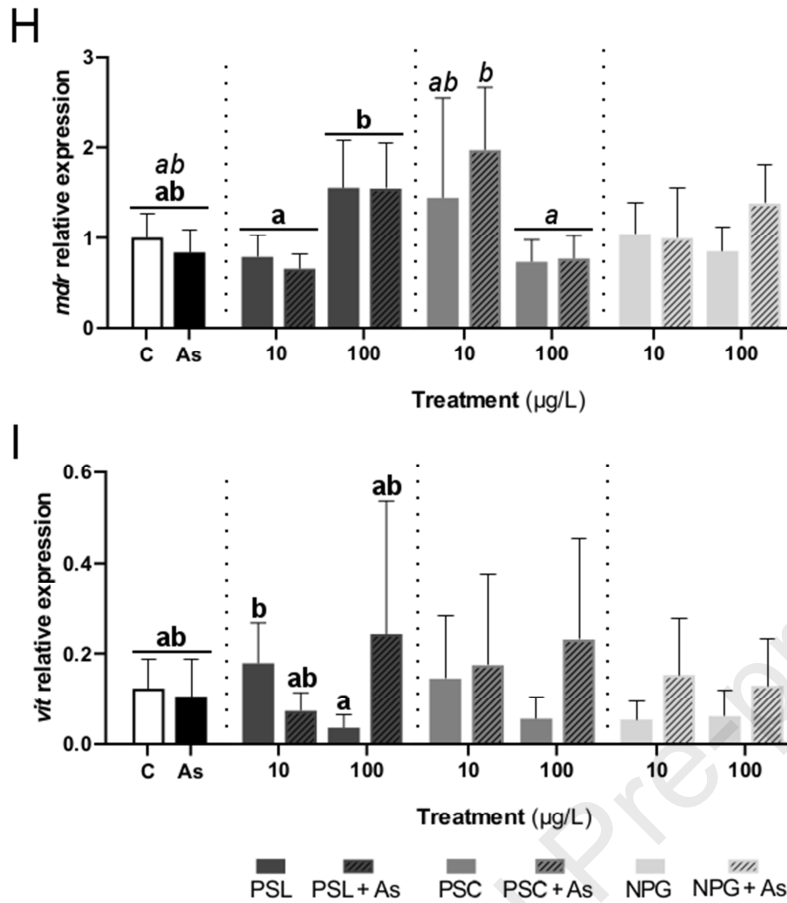 H
mdr relative expression
3
2
1
0
ab
ab
a
b
ab
b
a
C As 10 100 10 100 10 100
Treatment (µg/L)
I
vit relative expression
0.6
0.4
0.2
0.0
ab
b
ab
a
ab
C As 10 100 10 100 10 100
Treatment (µg/L)
PSL PSL + As PSC PSC + As NPG NPG + As
Pre-p